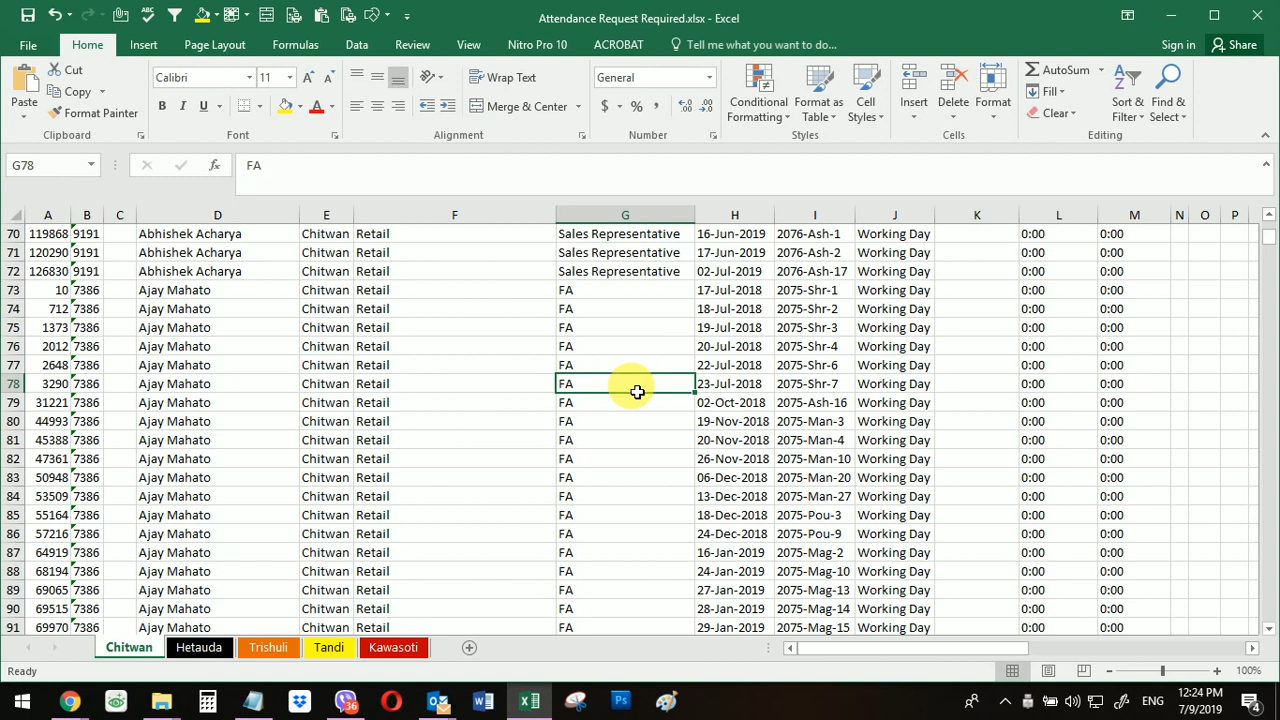 Attendance Request Required.xlsx - Excel
File Home Insert Page Layout Formulas Data Review View Nitro Pro 10 ACROBAT Tell me what you want to do... Sign in Share
Paste Cut Copy Format Painter Clipboard
Calibri 11 B I U A A A Font
Wrap Text Merge & Center Alignment
General $ % , Number
Conditional Formatting Format as Table Cell Styles Styles
Insert Delete Format Cells
AutoSum Fill Clear Sort & Filter Find & Select Editing
G78 fx FA
A B C D E F G H I J K L M N O P
70 119868 9191 Abhishek Acharya Chitwan Retail Sales Representative 16-Jun-2019 2076-Ash-1 Working Day 0:00 0:00
71 120290 9191 Abhishek Acharya Chitwan Retail Sales Representative 17-Jun-2019 2076-Ash-2 Working Day 0:00 0:00
72 126830 9191 Abhishek Acharya Chitwan Retail Sales Representative 02-Jul-2019 2076-Ash-17 Working Day 0:00 0:00
73 10 7386 Ajay Mahato Chitwan Retail FA 17-Jul-2018 2075-Shr-1 Working Day 0:00 0:00
74 712 7386 Ajay Mahato Chitwan Retail FA 18-Jul-2018 2075-Shr-2 Working Day 0:00 0:00
75 1373 7386 Ajay Mahato Chitwan Retail FA 19-Jul-2018 2075-Shr-3 Working Day 0:00 0:00
76 2012 7386 Ajay Mahato Chitwan Retail FA 20-Jul-2018 2075-Shr-4 Working Day 0:00 0:00
77 2648 7386 Ajay Mahato Chitwan Retail FA 22-Jul-2018 2075-Shr-6 Working Day 0:00 0:00
78 3290 7386 Ajay Mahato Chitwan Retail FA 23-Jul-2018 2075-Shr-7 Working Day 0:00 0:00
79 31221 7386 Ajay Mahato Chitwan Retail FA 02-Oct-2018 2075-Ash-16 Working Day 0:00 0:00
80 44993 7386 Ajay Mahato Chitwan Retail FA 19-Nov-2018 2075-Man-3 Working Day 0:00 0:00
81 45388 7386 Ajay Mahato Chitwan Retail FA 20-Nov-2018 2075-Man-4 Working Day 0:00 0:00
82 47361 7386 Ajay Mahato Chitwan Retail FA 26-Nov-2018 2075-Man-10 Working Day 0:00 0:00
83 50948 7386 Ajay Mahato Chitwan Retail FA 06-Dec-2018 2075-Man-20 Working Day 0:00 0:00
84 53509 7386 Ajay Mahato Chitwan Retail FA 13-Dec-2018 2075-Man-27 Working Day 0:00 0:00
85 55164 7386 Ajay Mahato Chitwan Retail FA 18-Dec-2018 2075-Pou-3 Working Day 0:00 0:00
86 57216 7386 Ajay Mahato Chitwan Retail FA 24-Dec-2018 2075-Pou-9 Working Day 0:00 0:00
87 64919 7386 Ajay Mahato Chitwan Retail FA 16-Jan-2019 2075-Mag-2 Working Day 0:00 0:00
88 68194 7386 Ajay Mahato Chitwan Retail FA 24-Jan-2019 2075-Mag-10 Working Day 0:00 0:00
89 69065 7386 Ajay Mahato Chitwan Retail FA 27-Jan-2019 2075-Mag-13 Working Day 0:00 0:00
90 69515 7386 Ajay Mahato Chitwan Retail FA 28-Jan-2019 2075-Mag-14 Working Day 0:00 0:00
91 69970 7386 Ajay Mahato Chitwan Retail FA 29-Jan-2019 2075-Mag-15 Working Day 0:00 0:00
Chitwan Hetauda Trishuli Tandi Kawasoti
Ready 100%
36 ENG 12:24 PM 7/9/2019 4